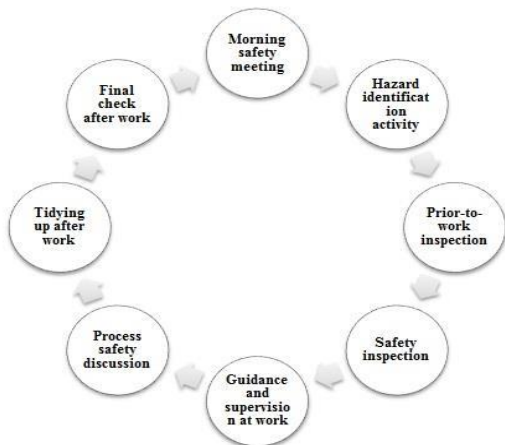 Morning
safety
meeting
Hazard
identificat
ion
activity
Prior-to-
work
inspection
Safety
inspection
Guidance
and
supervisio
n at work
Process
safety
discussion
Tidying
up after
work
Final
check
after work